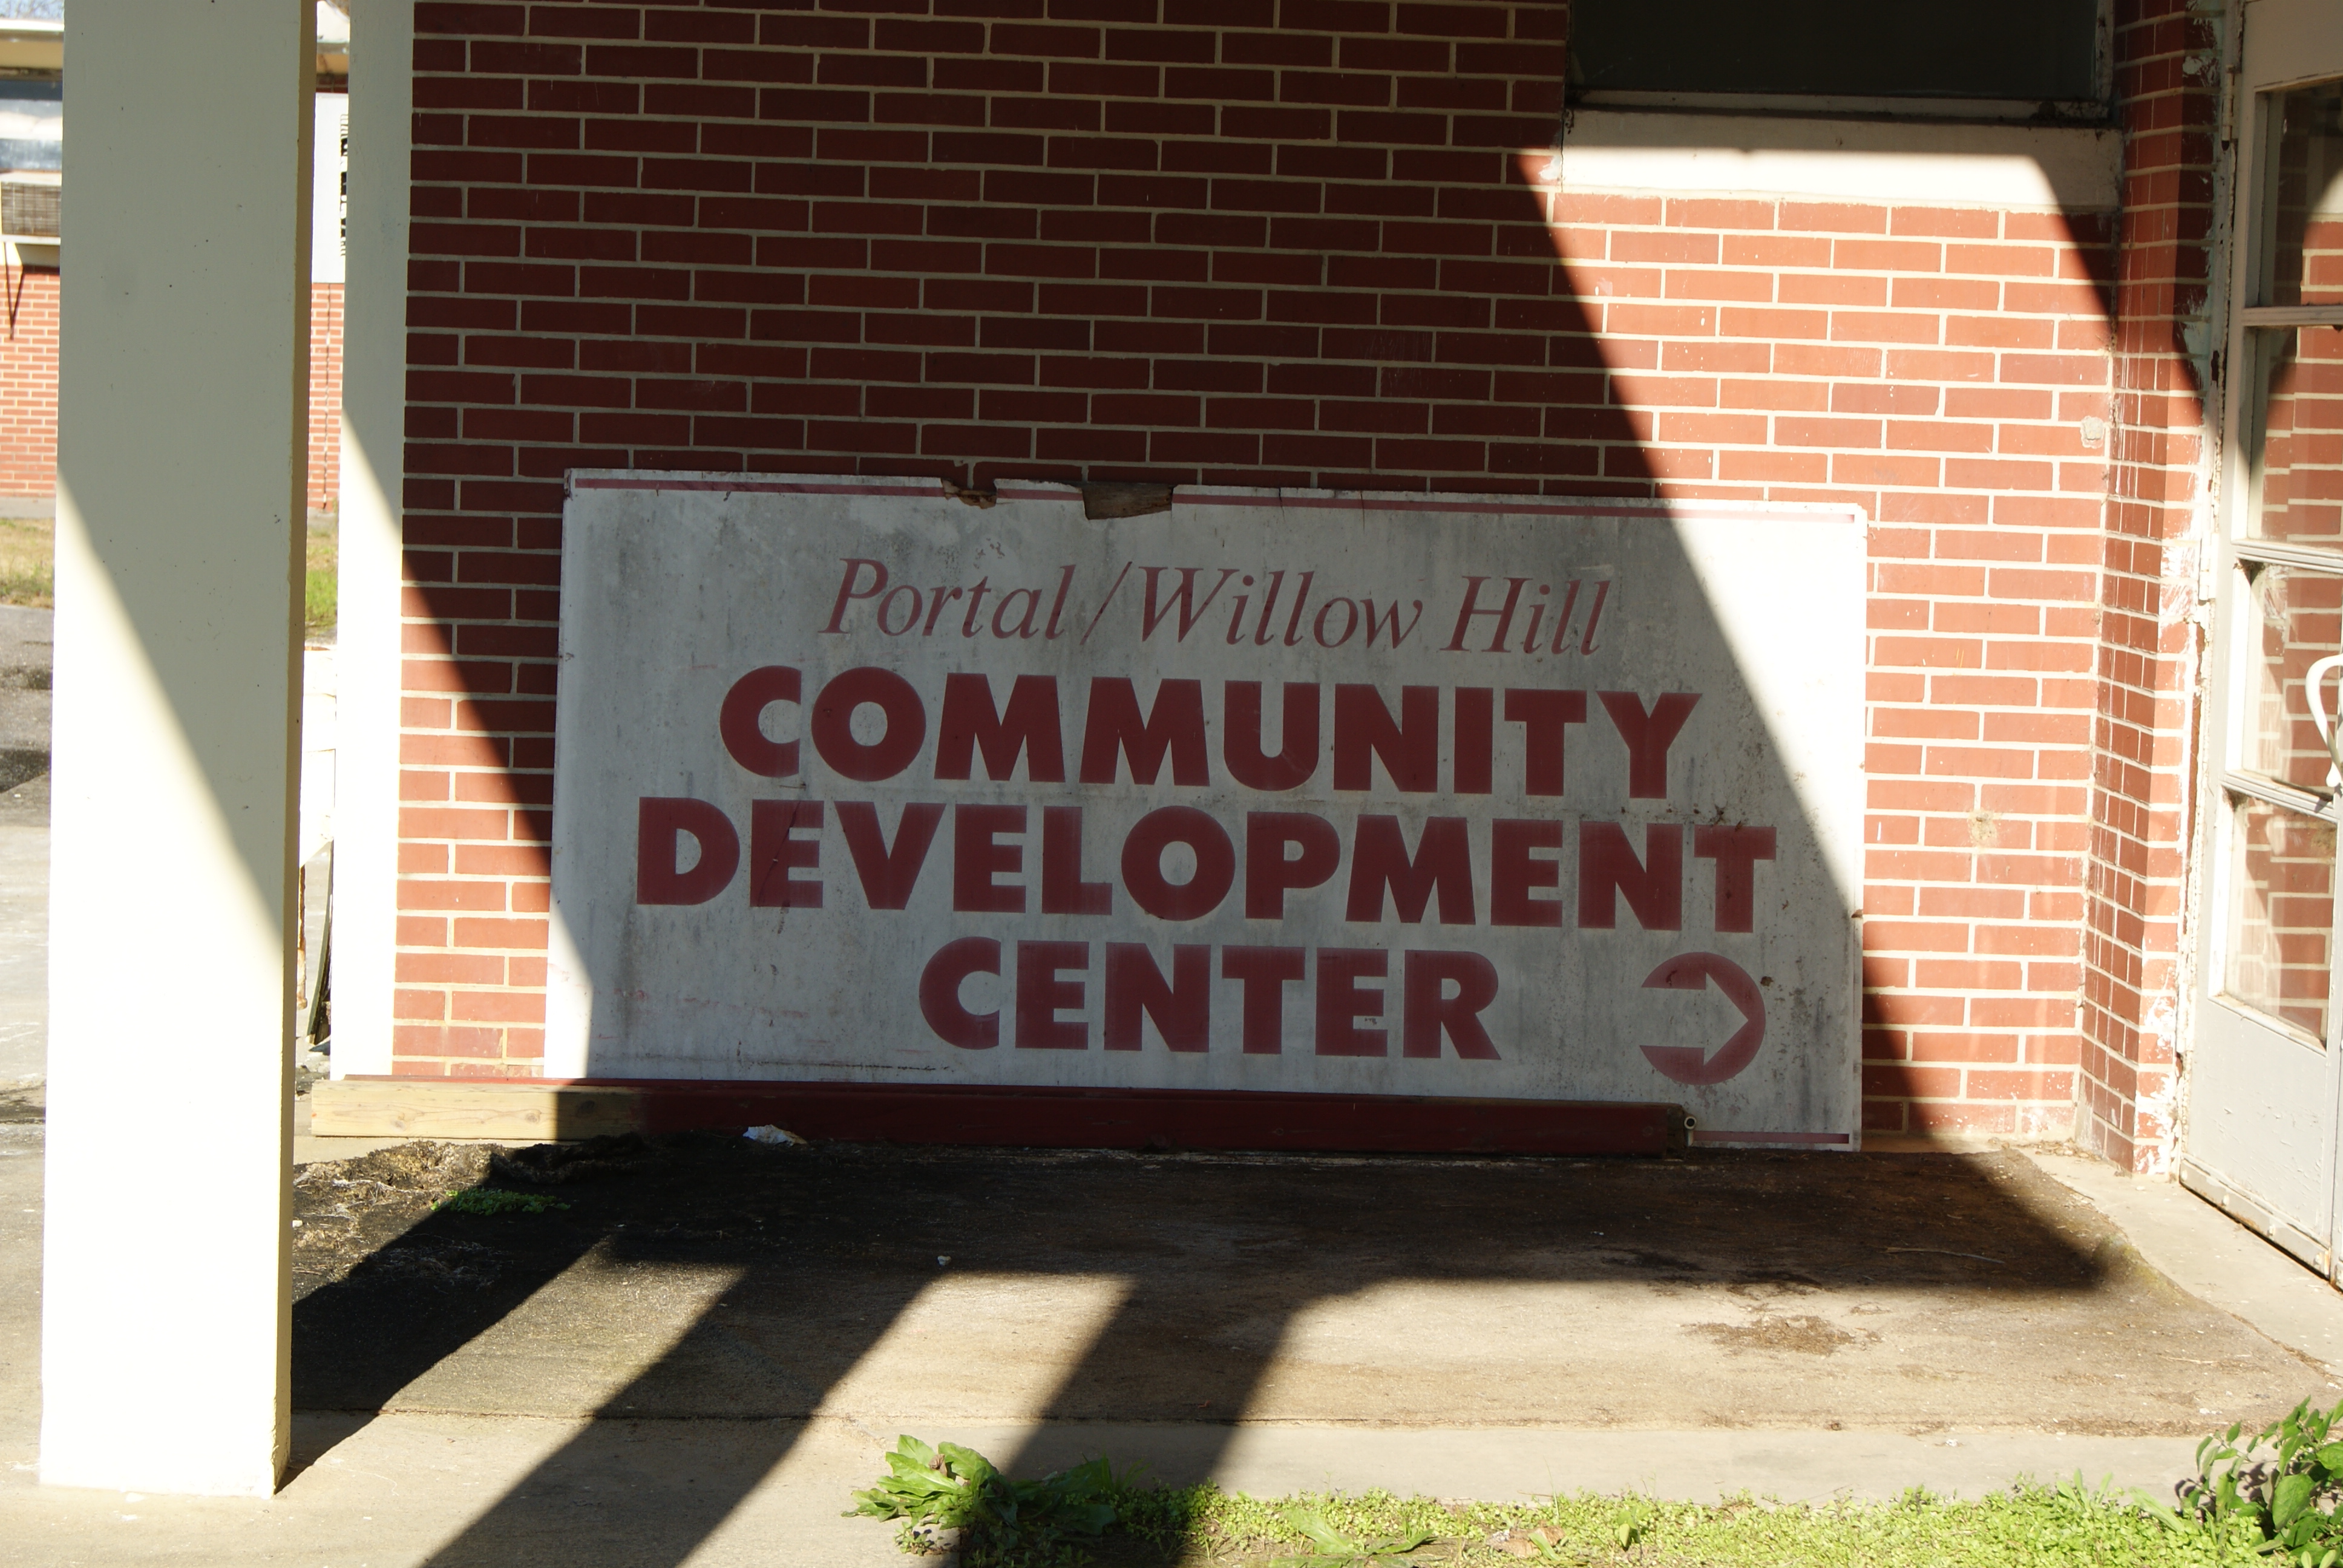 Portal/Willow Hill
COMMUNITY
DEVELOPMENT
CENTER